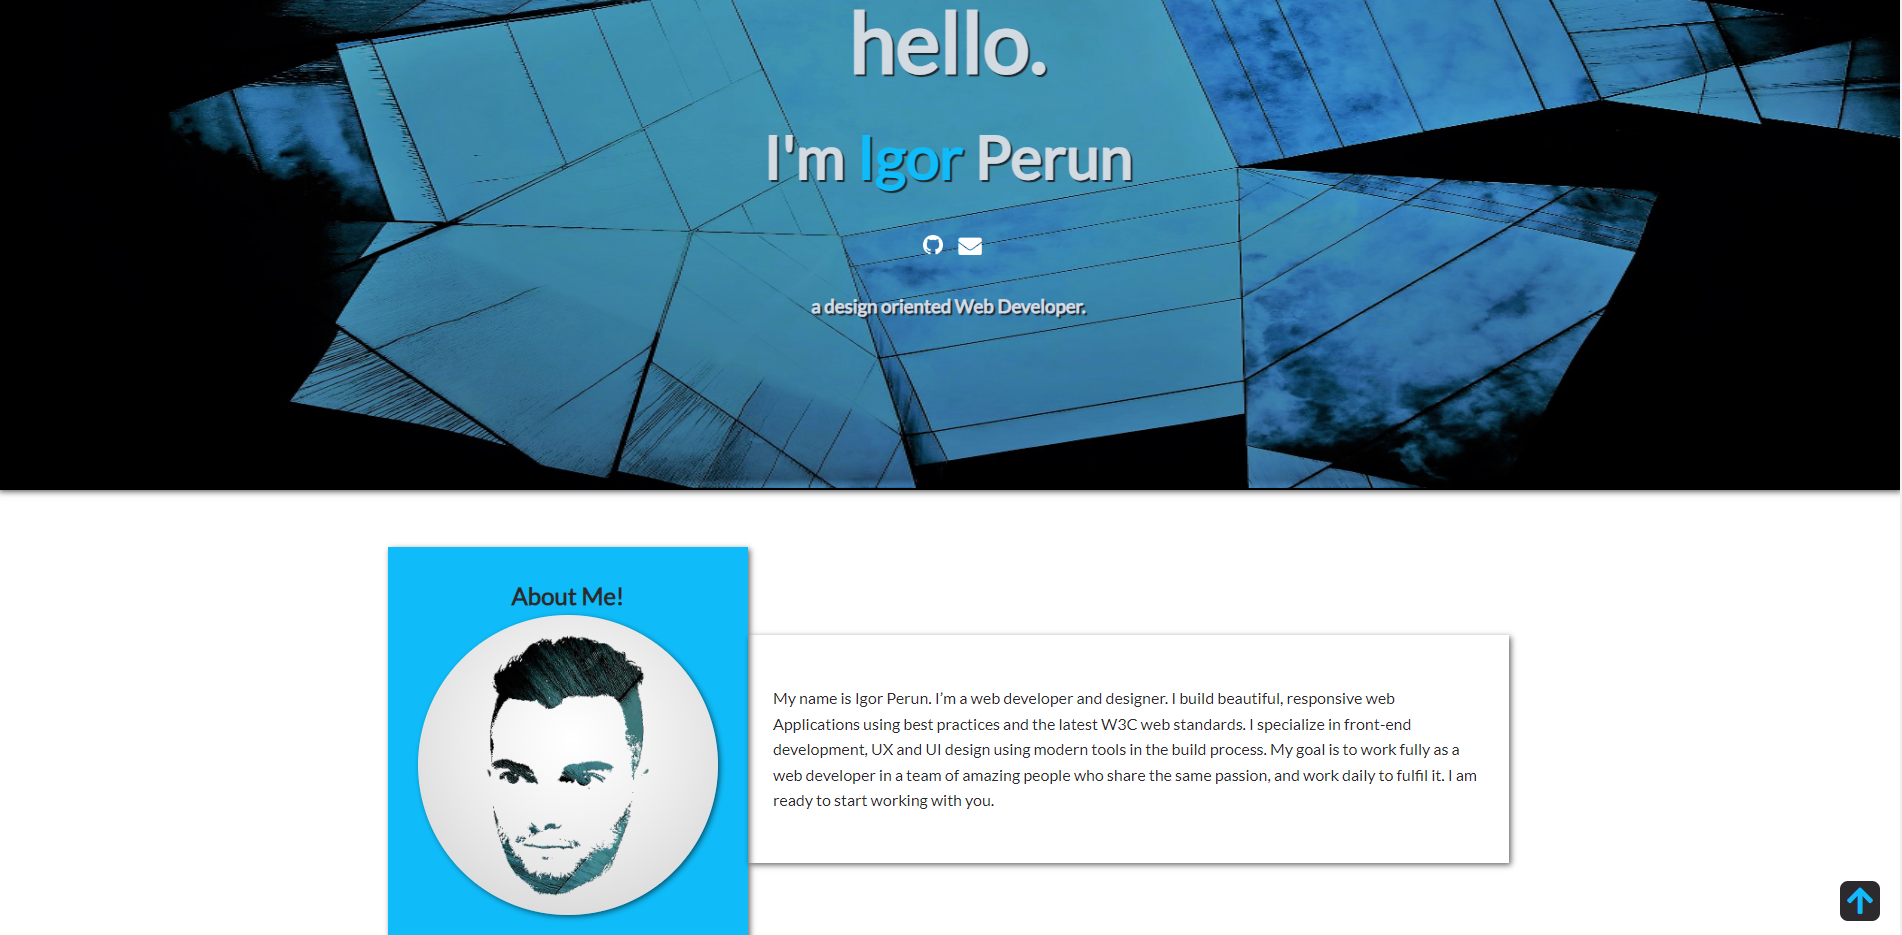 hello.
I'm Igor Perun
a design oriented Web Developer.
About Me!
My name is Igor Perun. I’m a web developer and designer. I build beautiful, responsive web
Applications using best practices and the latest W3C web standards. I specialize in front-end
development, UX and UI design using modern tools in the build process. My goal is to work fully as a
web developer in a team of amazing people who share the same passion, and work daily to fulfil it. I am
ready to start working with you.